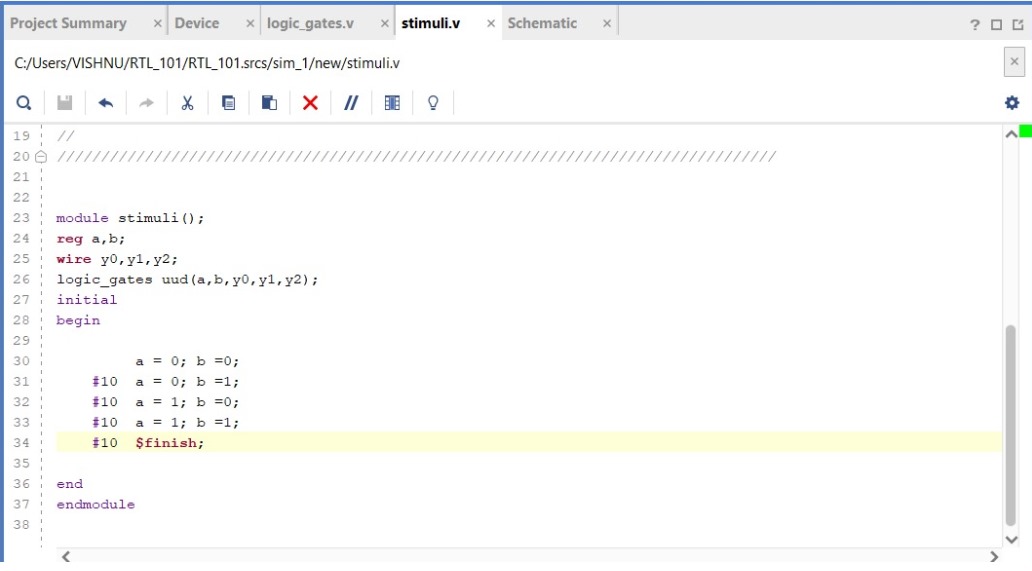 Project Summary × Device × logic_gates.v × stimuli.v × Schematic × ?
C:/Users/VISHNU/RTL_101/RTL_101.srcs/sim_1/new/stimuli.v
19 //
20 //////////////////////////////////////////////////////////////////////////////////
21
22
23 module stimuli();
24 reg a,b;
25 wire y0,y1,y2;
26 logic_gates uud(a,b,y0,y1,y2);
27 initial
28 begin
29
30 a = 0; b =0;
31 #10 a = 0; b =1;
32 #10 a = 1; b =0;
33 #10 a = 1; b =1;
34 #10 $finish;
35
36 end
37 endmodule
38